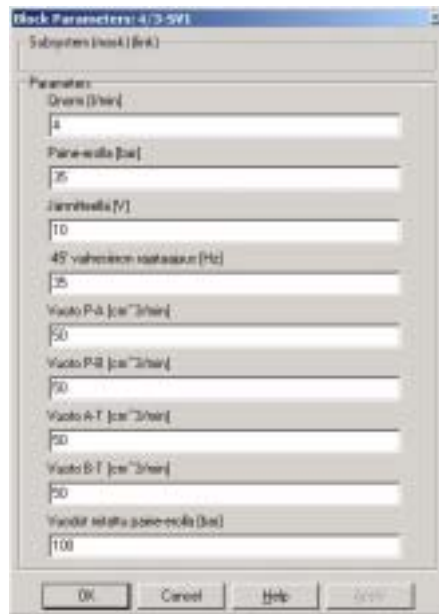 Block Parameters: 4/3-SV1
Subsystem (mask) (link)
Parameters
Qnorm [l/min]
4
Paine-erolla [bar]
35
Jännitteellä [V]
10
-45° vaihesiirron rajataajuus [Hz]
35
Vuoto P-A [cm^3/min]
50
Vuoto P-B [cm^3/min]
50
Vuoto A-T [cm^3/min]
50
Vuoto B-T [cm^3/min]
50
Vuodot mitattu paine-erolla [bar]
100
OK
Cancel
Help
Apply